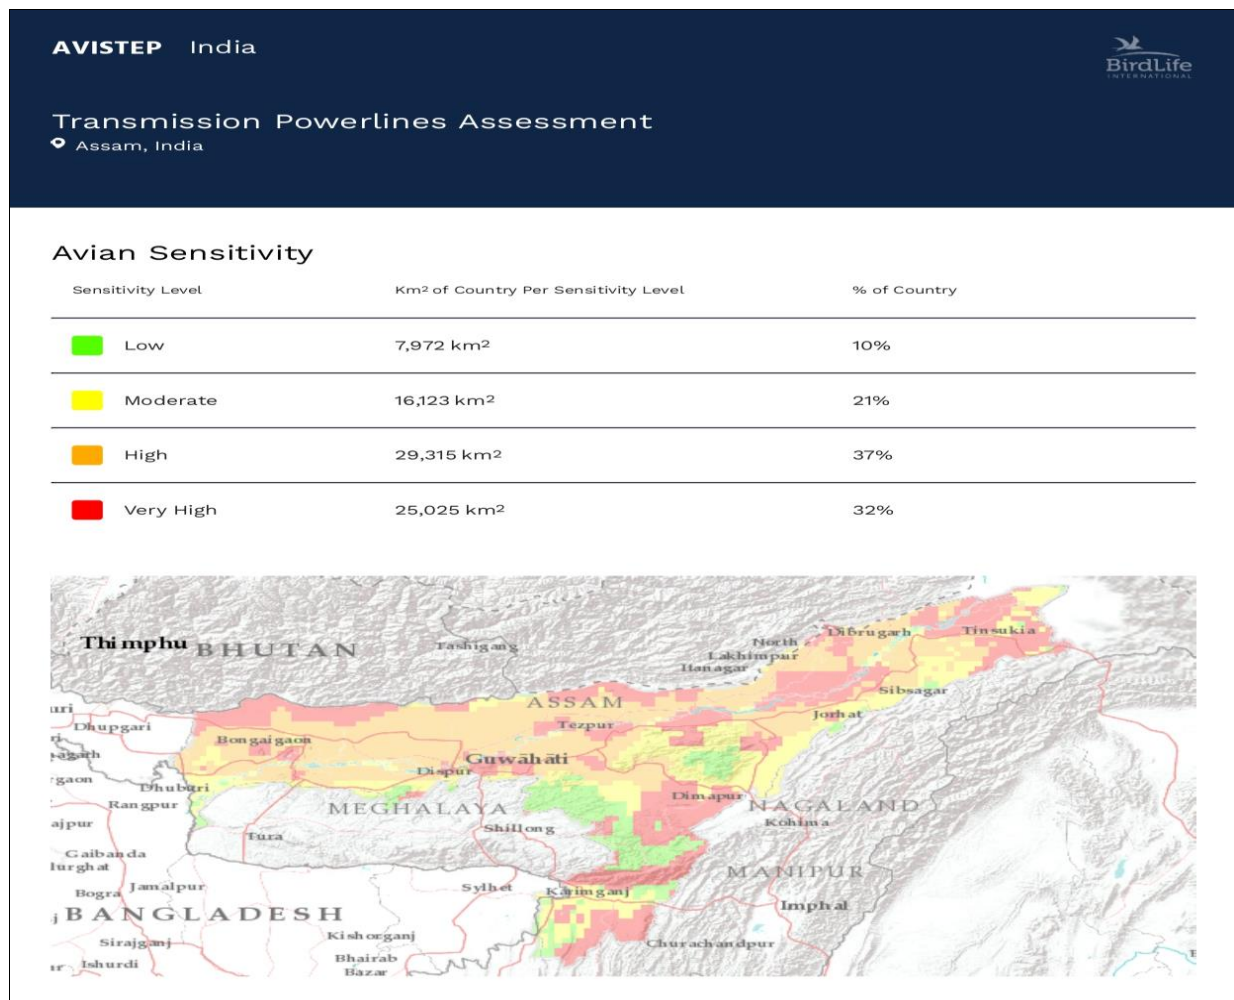 AVISTEP India
BirdLife
INTERNATIONAL
Transmission Powerlines Assessment
Assam, India
Avian Sensitivity
Sensitivity Level Km² of Country Per Sensitivity Level % of Country
Low 7,972 km² 10%
Moderate 16,123 km² 21%
High 29,315 km² 37%
Very High 25,025 km² 32%
Thimphu BHUTAN Tashigang
North Lakhimpur
Dibrugarh
Tinsukia
Itanagar
ASSAM
Sibsagar
Dhupgari
Tezpur
Jorhat
Bongaigaon
Guwāhāti
Dispur
Dhuburi
Rangpur
MEGHALAYA
Dimapur
NAGALAND
Kohima
Shillong
Tura
Gaibanda
MANIPUR
Bogra
Jamalpur
Sylhet
Karimganj
Imphal
BANGLADESH
Kishorganj
Sirajganj
Churachandpur
Bhairab Bazar
Ishurdi